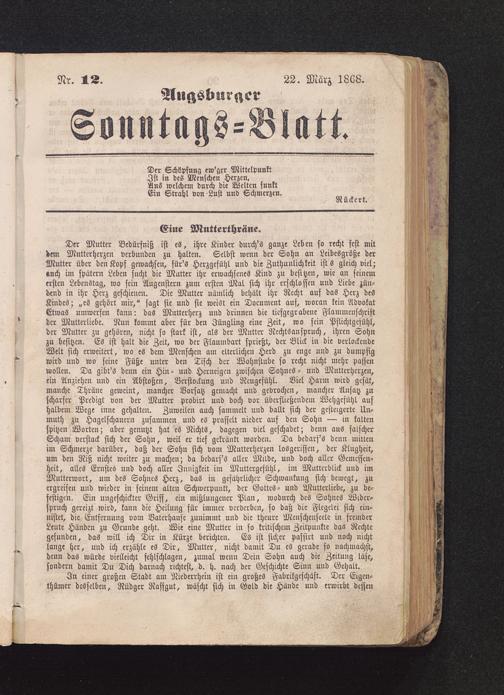 Nr. 12.
22. März 1868.
Augsburger
Sonntags=Blatt.
Der Schöpfung ew'ger Mittelpunkt
Ist in des Menschen Herzen,
Aus welchem durch die Welten funkt
Ein Strahl von Lust und Schmerzen.
Rückert.
Eine Mutterthräne.
Der Mutter Bedürfniß ist es, ihre Kinder durch's ganze Leben so recht fest mit
dem Mutterherzen verbunden zu halten. Selbst wenn der Sohn an Leibesgröße der
Mutter über den Kopf gewachsen, für's Herzgefühl und die Zuthunlichkeit ist's gleich viel;
auch im spätern Leben sucht die Mutter ihr erwachsenes Kind zu besitzen, wie an seinem
ersten Lebenstag, wo sein Augenstern zum ersten Mal sich ihr erschlossen und Liebe zün-
dend in ihr Herz geschienen. Die Mutter nämlich behält ihr Recht auf das Herz des
Kindes; „es gehört mir," sagt sie und sie weist ein Document auf, woran kein Advokat
Etwas umwerfen kann: das Mutterherz und drinnen die tiefgegrabene Flammenschrift
der Mutterliebe. Nun kommt aber für den Jüngling eine Zeit, wo sein Pflichtgefühl,
der Mutter zu gehören, nicht so stark ist, als der Mutter Rechtsanspruch, ihren Sohn
zu besitzen. Es ist halt die Zeit, wo der Flaumbart sprießt, der Blick in die verlockende
Welt sich erweitert, wo es dem Menschen am elterlichen Herd zu enge und zu dumpfig
wird und wo seine Füße unter den Tisch der Wohnstube so recht nicht mehr passen
wollen. Da gibt's denn ein Hin- und Herneigen zwischen Sohnes- und Mutterherzen,
ein Anziehen und ein Abstoßen, Verstockung und Reugefühl. Viel Harm wird gesät,
manche Thräne geweint, mancher Vorsatz gemacht und gebrochen, mancher Ansatz zu
scharfer Predigt von der Mutter probirt und doch vor überfließendem Wehgefühl auf
halbem Wege inne gehalten. Zuweilen auch sammelt und ballt sich der gesteigerte Un-
muth zu Hagelschauern zusammen, und es prasselt nieder auf den Sohn — in kalten
spitzen Worten; aber genutzt hat's Nichts, dagegen viel geschadet; denn aus falscher
Scham verstockt sich der Sohn, weil er tief gekränkt worden. Da bedarf's denn mitten
im Schmerze darüber, daß der Sohn sich vom Mutterherzen losgerissen, der Klugheit,
um den Riß nicht weiter zu machen; da bedarf's aller Milde, und doch aller Gemessen-
heit, alles Ernstes und doch aller Innigkeit im Muttergefühl, im Mutterblick und im
Mutterwort, um des Sohnes Herz, das in gefährlicher Schwankung sich bewegt, zu
ergreifen und wieder in seinem alten Schwerpunkt, der Gottes- und Mutterliebe, zu be-
festigen. Ein ungeschickter Griff, ein mißlungener Plan, wodurch des Sohnes Wider-
spruch gereizt wird, kann die Heilung für immer verderben, so daß die Flegelei sich ein-
nistet, die Entfernung vom Vaterhause zunimmt und die theure Menschenseele in fremder
Leute Händen zu Grunde geht. Wie eine Mutter in so kritischem Zeitpunkte das Rechte
gefunden, das will ich Dir in Kürze berichten. Es ist sicher passirt und noch nicht
lange her, und ich erzähle es Dir, Mutter, nicht damit Du es gerade so nachmachst,
denn das würde vielleicht fehlschlagen, zumal wenn Dein Sohn auch die Zeitung läse,
sondern damit Du Dich darnach richtest, d. h. nach der Geschichte Sinn und Gehalt.
In einer großen Stadt am Niederrhein ist ein großes Fabrikgeschäft. Der Eigen-
thümer desselben, Rüdger Raffgut, wäscht sich in Gold die Hände und erwirbt dessen